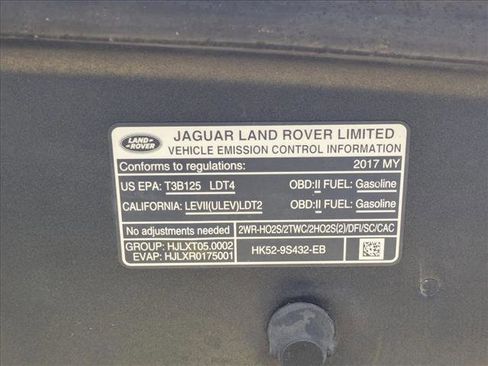 LAND-
ROVER
JAGUAR LAND ROVER LIMITED
VEHICLE EMISSION CONTROL INFORMATION
Conforms to regulations: 2017 MY
US EPA: T3B125 LDT4 OBD:II FUEL: Gasoline
CALIFORNIA: LEVII(ULEV)LDT2 OBD:II FUEL: Gasoline
No adjustments needed 2WR-HO2S/2TWC/2HO2S(2)/DFI/SC/CAC
GROUP: HJLXT05.0002
EVAP: HJLXR0175001
HK52-9S432-EB